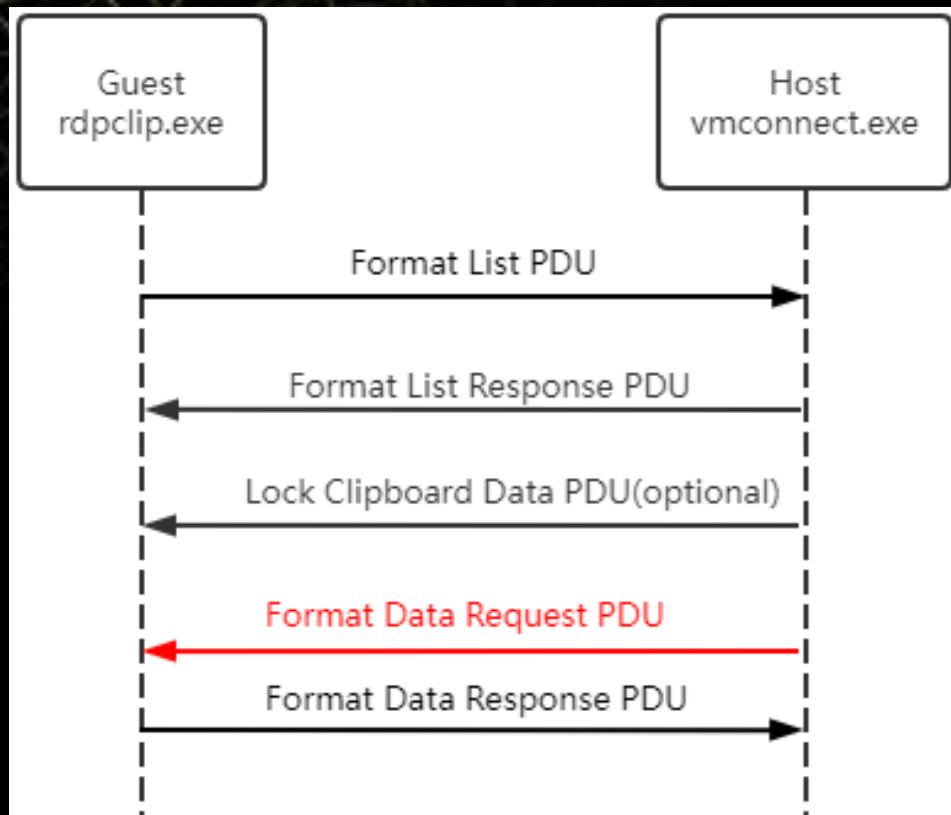 Guest
rdpclip.exe
Host
vmconnect.exe
Format List PDU
Format List Response PDU
Lock Clipboard Data PDU(optional)
Format Data Request PDU
Format Data Response PDU